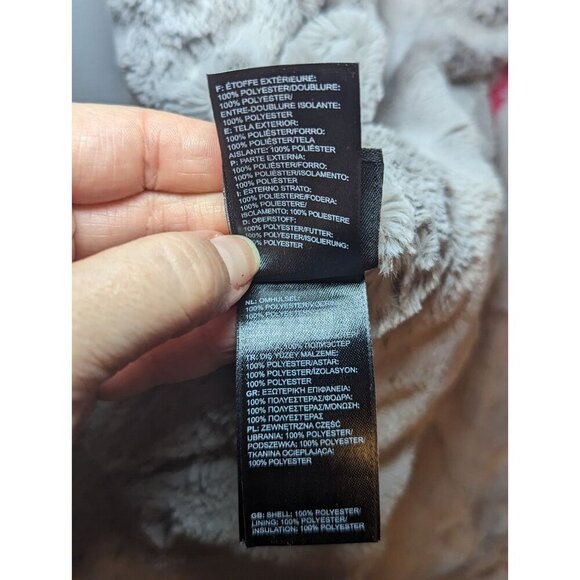 F: ÉTOFFE EXTÉRIEURE:
100% POLYESTER/DOUBLURE:
100% POLYESTER/
ENTRE-DOUBLURE ISOLANTE:
100% POLYESTER
E: TELA EXTERIOR:
100% POLIÉSTER/FORRO:
100% POLIÉSTER/TELA
AISLANTE: 100% POLIÉSTER
P: PARTE EXTERNA:
100% POLIÉSTER/FORRO:
100% POLIÉSTER/ISOLAMENTO:
100% POLIÉSTER
I: ESTERNO STRATO:
100% POLIESTERE/FODERA:
100% POLIESTERE/
ISOLAMENTO: 100% POLIESTERE
D: OBERSTOFF:
100% POLYESTER/FUTTER:
100% POLYESTER/ISOLIERUNG:
100% POLYESTER
NL: OMHULSEL:
100% POLYESTER
100% ПОЛИЭСТЕР
TR: DIŞ YÜZEY MALZEME:
100% POLYESTER/ASTAR:
100% POLYESTER/İZOLASYON:
100% POLYESTER
GR: ΕΞΩΤΕΡΙΚΗ ΕΠΙΦΑΝΕΙΑ:
100% ΠΟΛΥΕΣΤΕΡΑΣ/ΦΟΔΡΑ:
100% ΠΟΛΥΕΣΤΕΡΑΣ/ΜΟΝΩΣΗ:
100% ΠΟΛΥΕΣΤΕΡΑΣ
PL: ZEWNĘTRZNA CZĘŚĆ
UBRANIA; 100% POLYESTER/
PODSZEWKA; 100% POLYESTER/
TKANINA OCIEPLAJĄCA:
100% POLYESTER
GB: SHELL: 100% POLYESTER/
LINING: 100% POLYESTER/
INSULATION: 100% POLYESTER